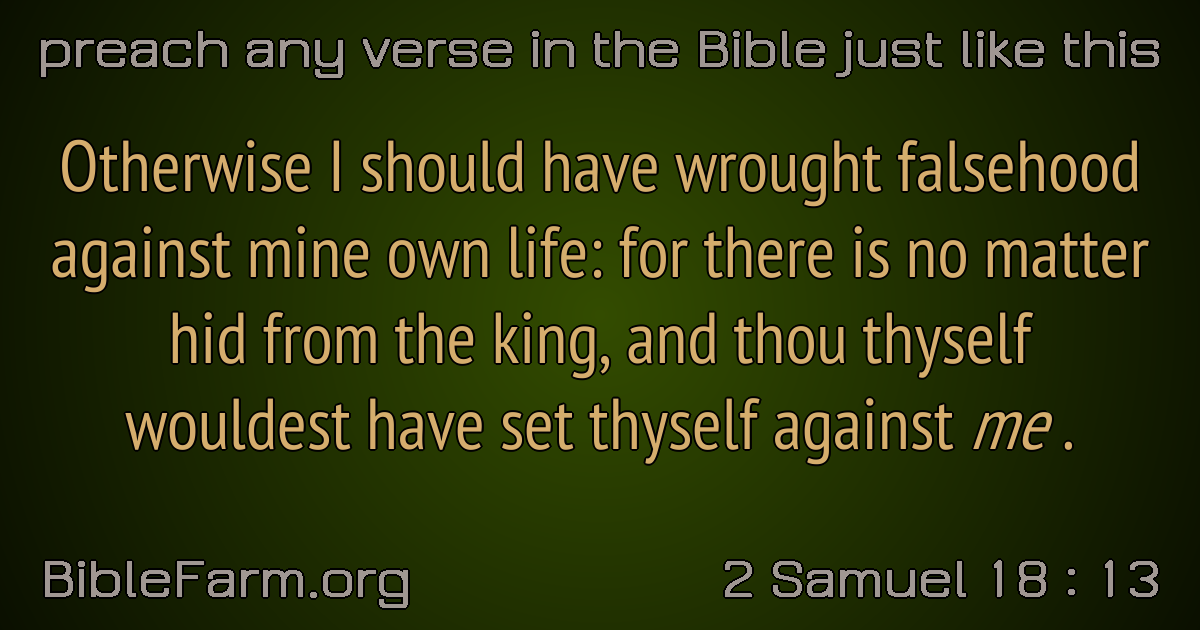 preach any verse in the Bible just like this
Otherwise I should have wrought falsehood
against mine own life: for there is no matter
hid from the king, and thou thyself
wouldest have set thyself against me .
BibleFarm.org
2 Samuel 18 : 13